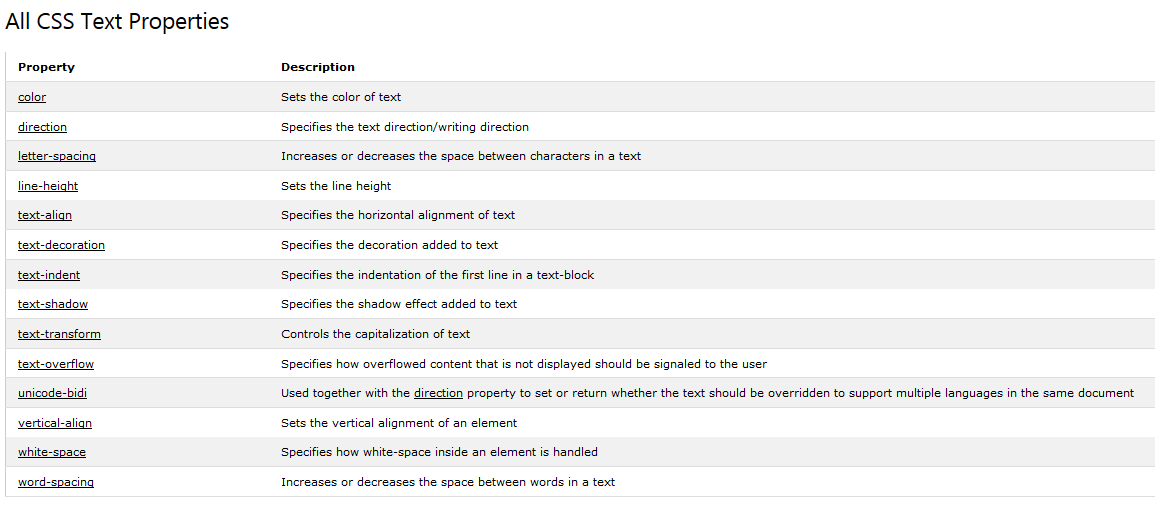 All CSS Text Properties
Property Description
color Sets the color of text
direction Specifies the text direction/writing direction
letter-spacing Increases or decreases the space between characters in a text
line-height Sets the line height
text-align Specifies the horizontal alignment of text
text-decoration Specifies the decoration added to text
text-indent Specifies the indentation of the first line in a text-block
text-shadow Specifies the shadow effect added to text
text-transform Controls the capitalization of text
text-overflow Specifies how overflowed content that is not displayed should be signaled to the user
unicode-bidi Used together with the direction property to set or return whether the text should be overridden to support multiple languages in the same document
vertical-align Sets the vertical alignment of an element
white-space Specifies how white-space inside an element is handled
word-spacing Increases or decreases the space between words in a text